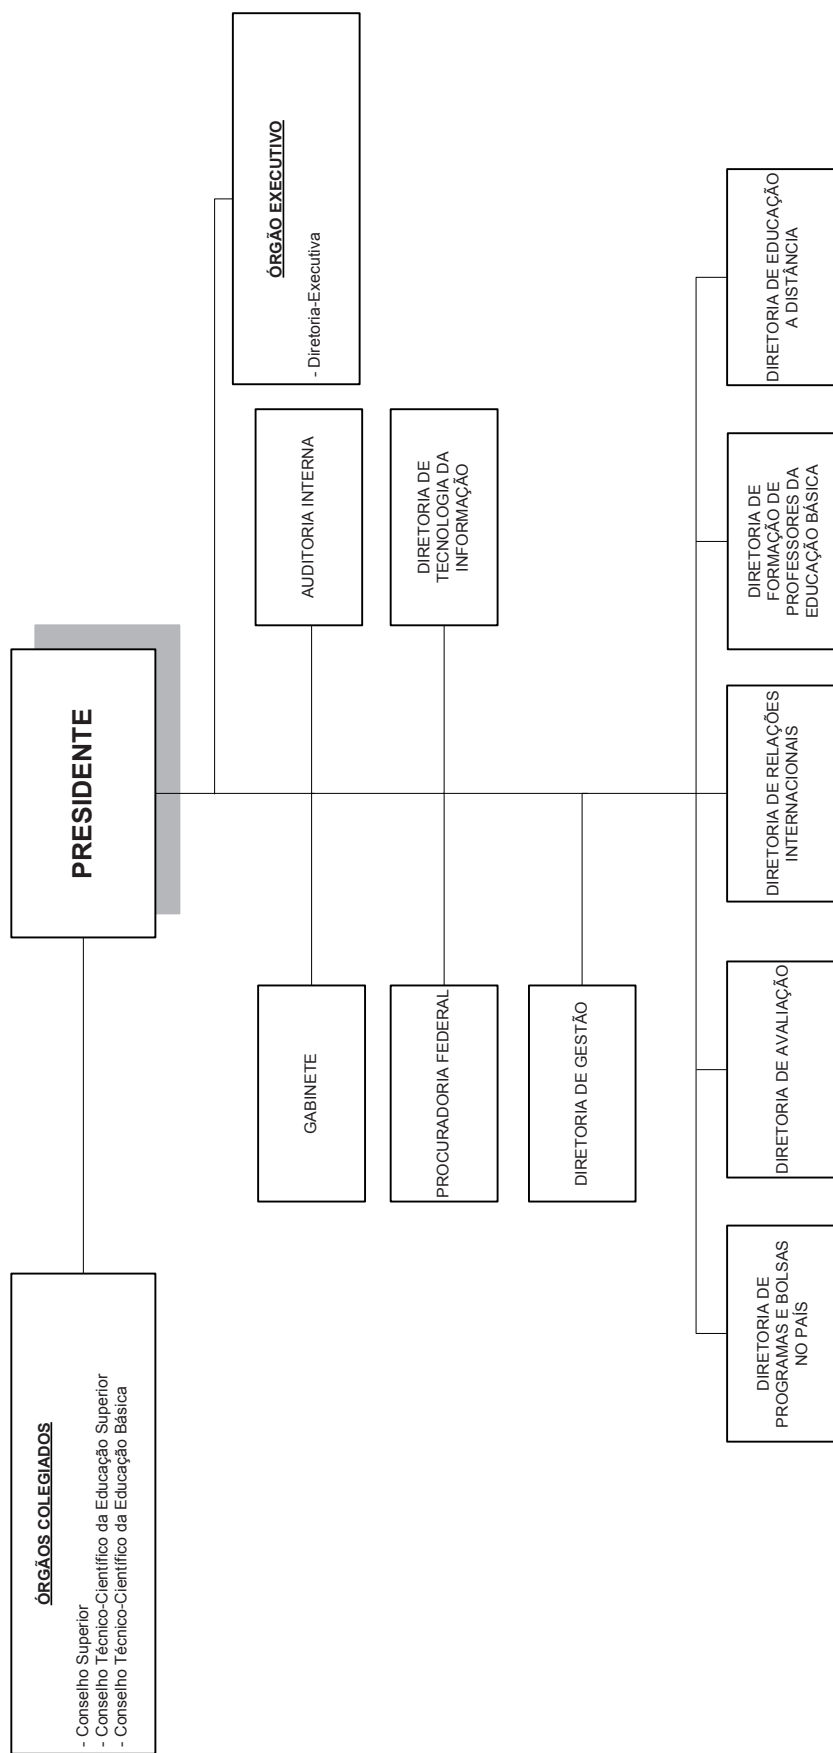 PRESIDENTE
ÓRGÃOS COLEGIADOS
- Conselho Superior
- Conselho Técnico-Científico da Educação Superior
- Conselho Técnico-Científico da Educação Básica
ÓRGÃO EXECUTIVO
- Diretoria-Executiva
GABINETE
AUDITORIA INTERNA
PROCURADORIA FEDERAL
DIRETORIA DE
TECNOLOGIA DA
INFORMAÇÃO
DIRETORIA DE GESTÃO
DIRETORIA DE
PROGRAMAS E BOLSAS
NO PAÍS
DIRETORIA DE AVALIAÇÃO
DIRETORIA DE RELAÇÕES
INTERNACIONAIS
DIRETORIA DE
FORMAÇÃO DE
PROFESSORES DA
EDUCAÇÃO BÁSICA
DIRETORIA DE EDUCAÇÃO
A DISTÂNCIA